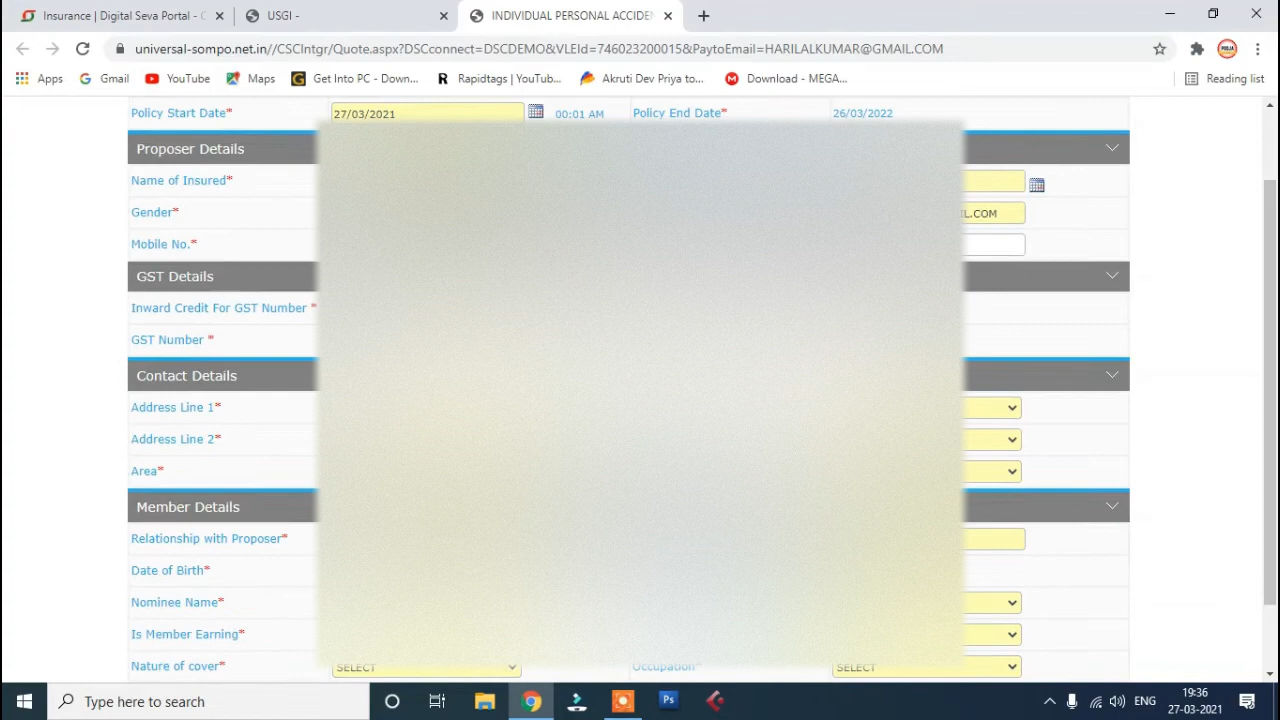 Insurance | Digital Seva Portal - C
USGI -
INDIVIDUAL PERSONAL ACCIDEN
universal-sompo.net.in//CSCIntgr/Quote.aspx?DSCconnect=DSCDEMO&VLEId=746023200015&PaytoEmail=HARILALKUMAR@GMAIL.COM
Apps Gmail YouTube Maps Get Into PC - Down... Rapidtags | YouTub... Akruti Dev Priya to... Download - MEGA... Reading list
Policy Start Date* 27/03/2021 00:01 AM Policy End Date* 26/03/2022
Proposer Details
Name of Insured*
Gender* IL.COM
Mobile No.*
GST Details
Inward Credit For GST Number *
GST Number *
Contact Details
Address Line 1*
Address Line 2*
Area*
Member Details
Relationship with Proposer*
Date of Birth*
Nominee Name*
Is Member Earning*
Nature of cover* SELECT Occupation* SELECT
Type here to search
Ps
ENG
19:36
27-03-2021